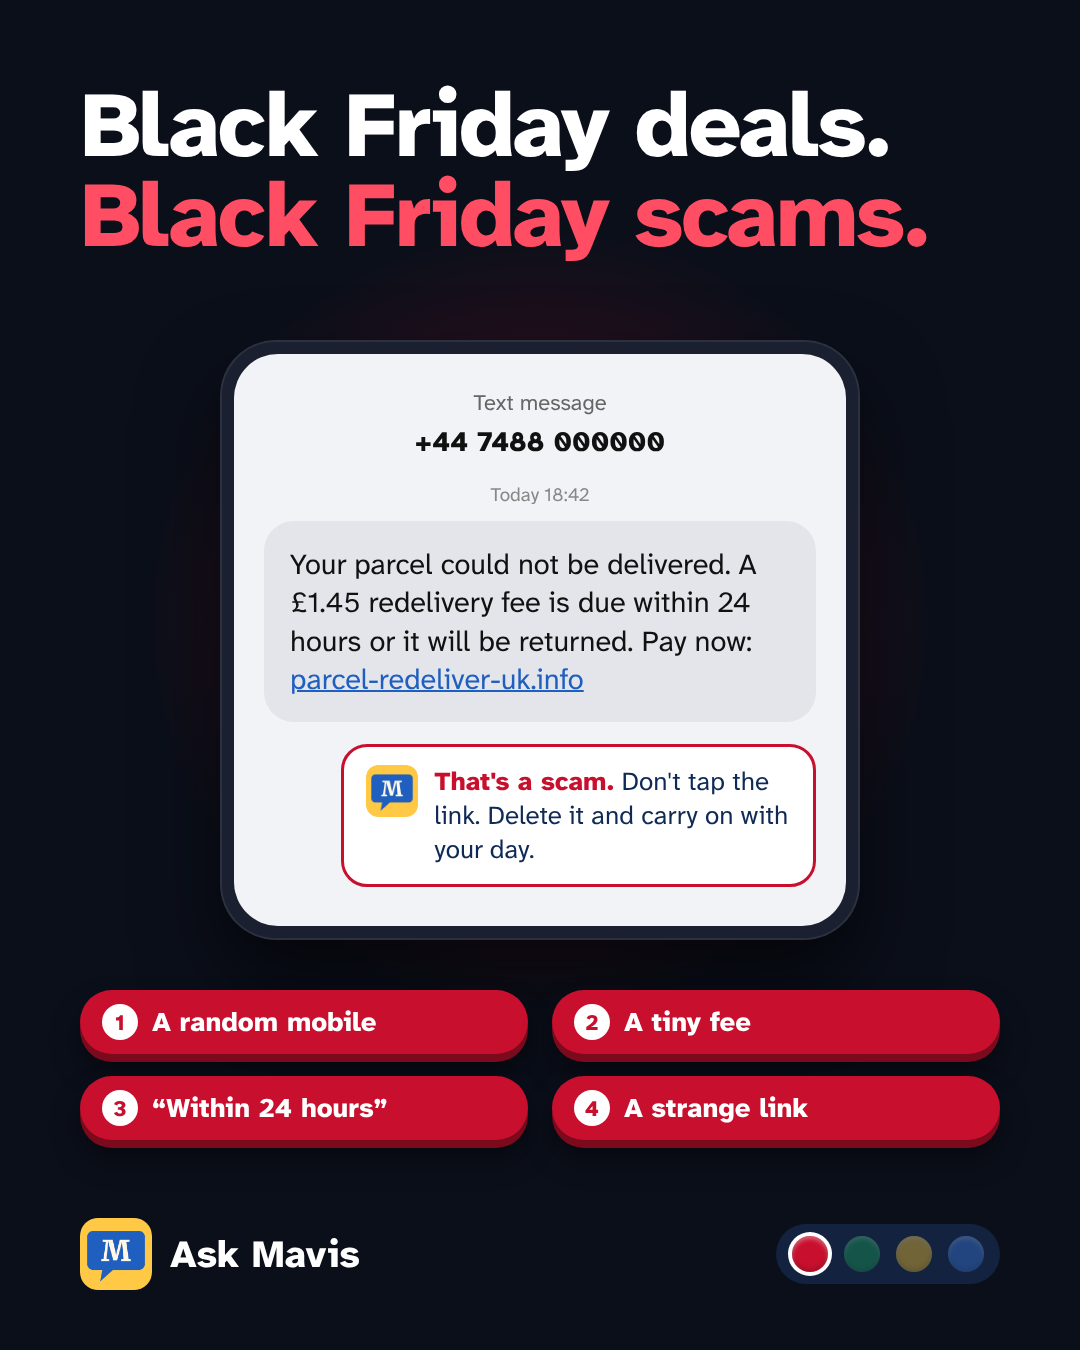 Black Friday deals.
Black Friday scams.
Text message
+44 7488 000000
Today 18:42
Your parcel could not be delivered. A
£1.45 redelivery fee is due within 24
hours or it will be returned. Pay now:
parcel-redeliver-uk.info
M
That's a scam. Don't tap the
link. Delete it and carry on with
your day.
1 A random mobile
2 A tiny fee
3 “Within 24 hours”
4 A strange link
M
Ask Mavis